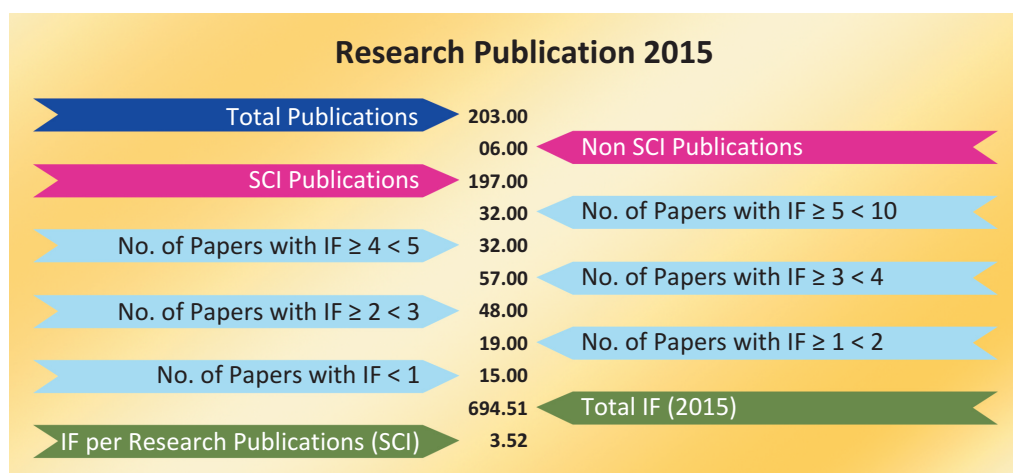 Research Publication 2015
Total Publications 203.00
06.00 Non SCI Publications
SCI Publications 197.00
32.00 No. of Papers with IF ≥ 5 < 10
No. of Papers with IF ≥ 4 < 5 32.00
57.00 No. of Papers with IF ≥ 3 < 4
No. of Papers with IF ≥ 2 < 3 48.00
19.00 No. of Papers with IF ≥ 1 < 2
No. of Papers with IF < 1 15.00
694.51 Total IF (2015)
IF per Research Publications (SCI) 3.52